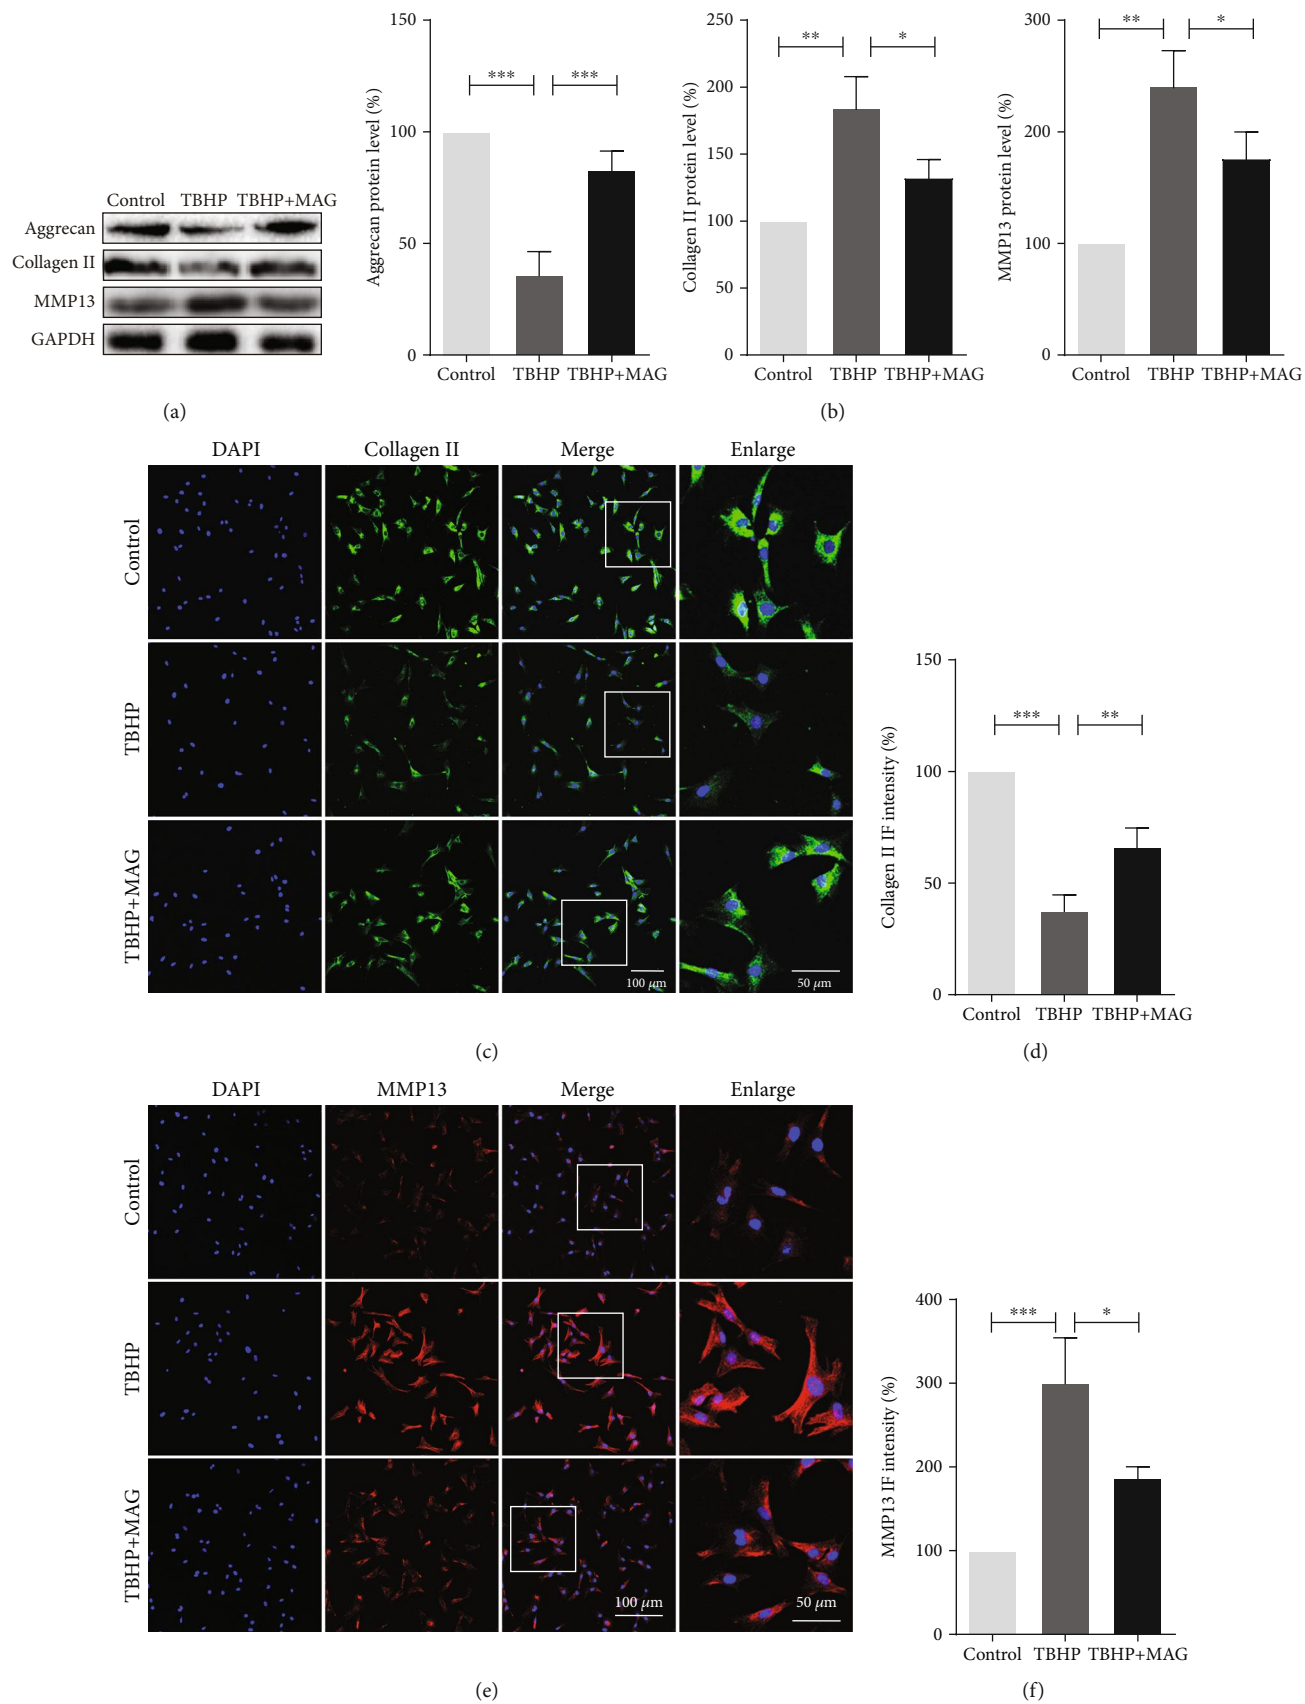 Control TBHP TBHP+MAG
Aggrecan
Collagen II
MMP13
GAPDH
(a)
Aggrecan protein level (%)
150
100
50
0
*** ***
Control TBHP TBHP+MAG
Collagen II protein level (%)
250
200
150
100
50
0
** *
Control TBHP TBHP+MAG
MMP13 protein level (%)
300
200
100
0
** *
Control TBHP TBHP+MAG
(b)
DAPI Collagen II Merge Enlarge
Control
TBHP
TBHP+MAG
100 μm 50 μm
(c)
Collagen II IF intensity (%)
150
100
50
0
*** **
Control TBHP TBHP+MAG
(d)
DAPI MMP13 Merge Enlarge
Control
TBHP
TBHP+MAG
100 μm 50 μm
(e)
MMP13 IF intensity (%)
400
300
200
100
0
*** *
Control TBHP TBHP+MAG
(f)